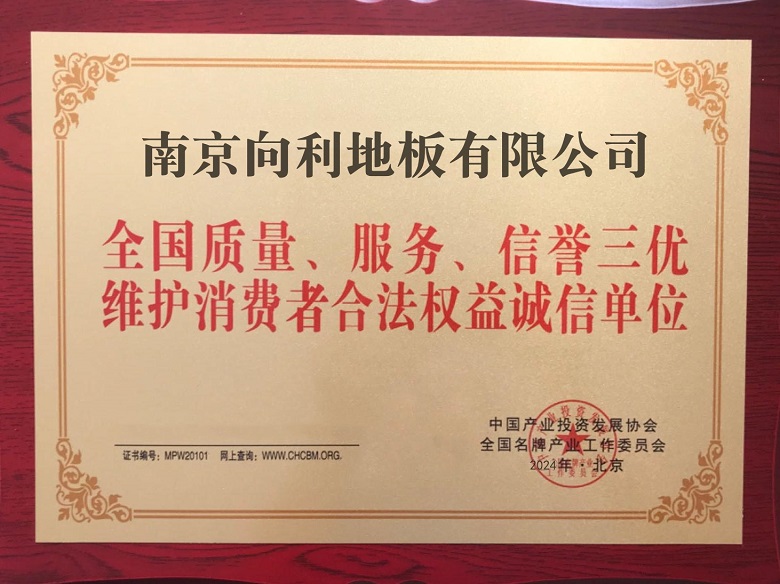 南京向利地板有限公司
全国质量、服务、信誉三优
维护消费者合法权益诚信单位
中国产业投资发展协会
全国名牌产业工作委员会
2024年·北京
证书编号：MPW20101 网上查询：WWW.CHCBM.ORG.